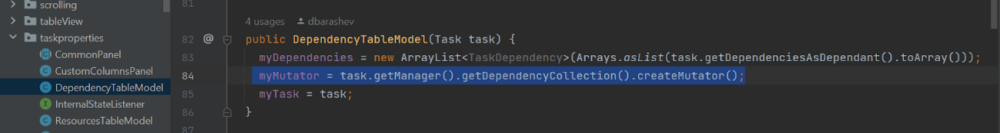 scrolling
tableView
taskproperties
CommonPanel
CustomColumnsPanel
DependencyTableModel
InternalStateListener
ResourcesTableModel
81
4 usages dbarashev
82 @ public DependencyTableModel(Task task) {
83 myDependencies = new ArrayList<TaskDependency>(Arrays.asList(task.getDependenciesAsDependant().toArray()));
84 myMutator = task.getManager().getDependencyCollection().createMutator();
85 myTask = task;
86 }
87